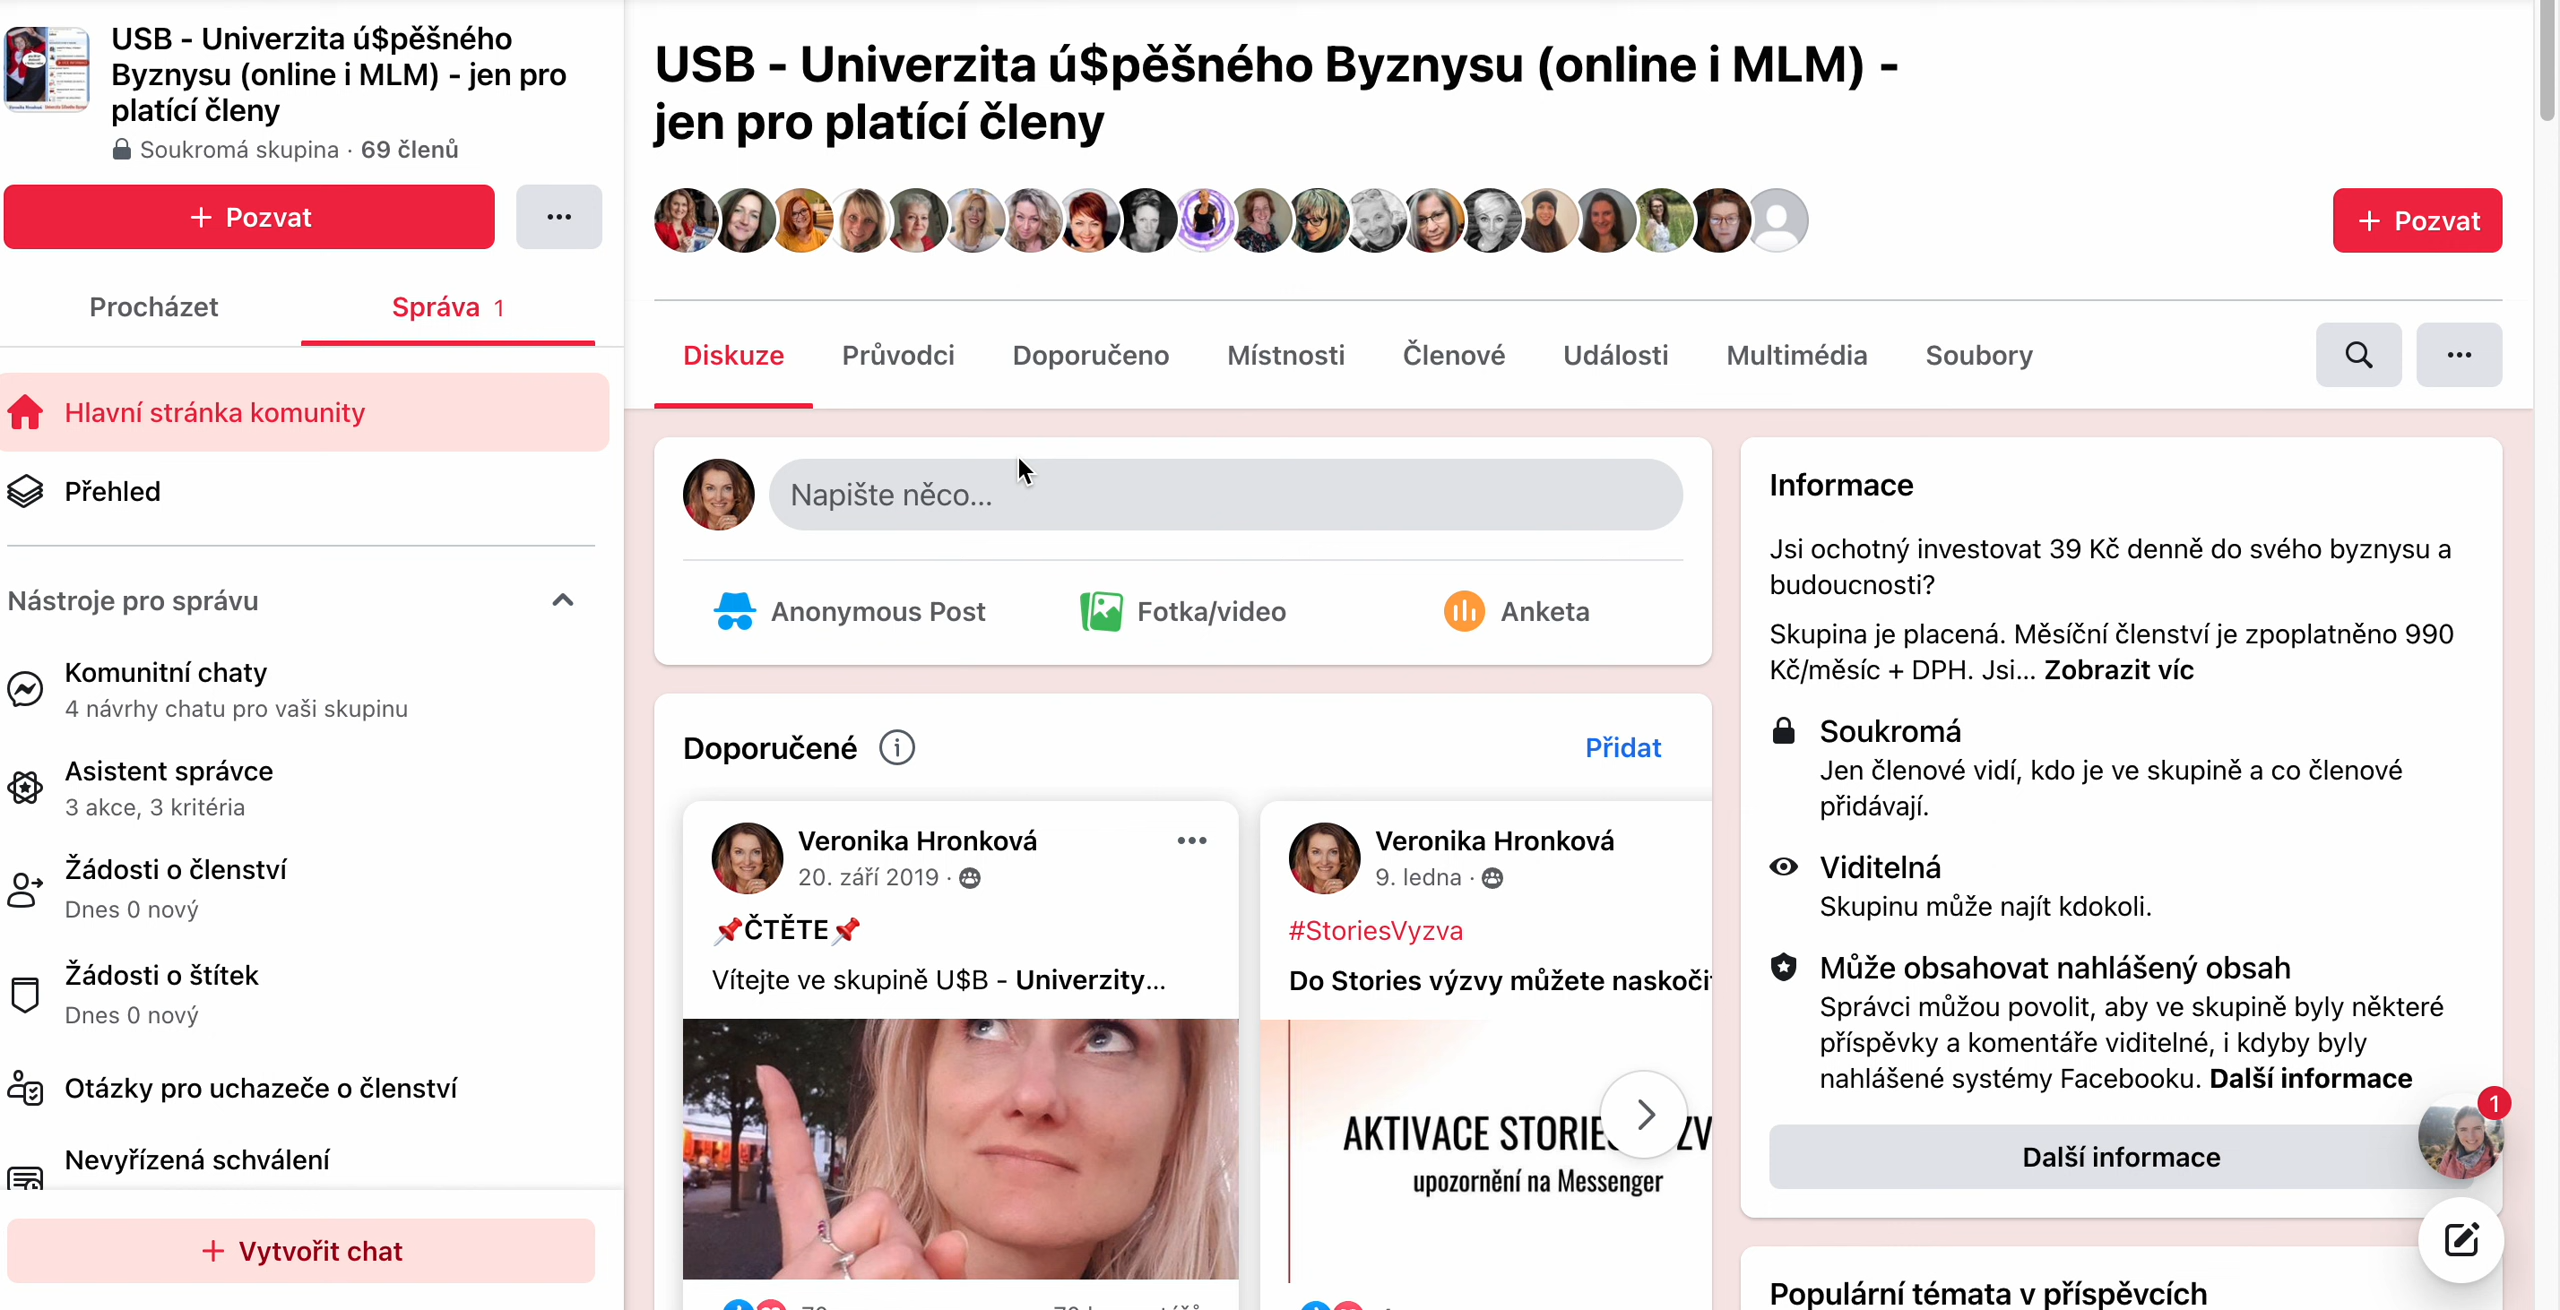 USB - Univerzita ú$pěšného
Byznysu (online i MLM) - jen pro
platící členy
Soukromá skupina · 69 členů
+ Pozvat
Procházet
Správa 1
Hlavní stránka komunity
Přehled
Nástroje pro správu
Komunitní chaty
4 návrhy chatu pro vaši skupinu
Asistent správce
3 akce, 3 kritéria
Žádosti o členství
Dnes 0 nový
Žádosti o štítek
Dnes 0 nový
Otázky pro uchazeče o členství
Nevyřízená schválení
+ Vytvořit chat
USB - Univerzita ú$pěšného Byznysu (online i MLM) -
jen pro platící členy
+ Pozvat
Diskuze
Průvodci
Doporučeno
Místnosti
Členové
Události
Multimédia
Soubory
Napište něco...
Anonymous Post
Fotka/video
Anketa
Doporučené
Přidat
Veronika Hronková
20. září 2019 ·
📌ČTĚTE📌
Vítejte ve skupině U$B - Univerzity...
Veronika Hronková
9. ledna ·
#StoriesVyzva
Do Stories výzvy můžete naskoči
AKTIVACE STORIE ZV
upozornění na Messenger
Informace
Jsi ochotný investovat 39 Kč denně do svého byznysu a
budoucnosti?
Skupina je placená. Měsíční členství je zpoplatněno 990
Kč/měsíc + DPH. Jsi... Zobrazit víc
Soukromá
Jen členové vidí, kdo je ve skupině a co členové
přidávají.
Viditelná
Skupinu může najít kdokoli.
Může obsahovat nahlášený obsah
Správci můžou povolit, aby ve skupině byly některé
příspěvky a komentáře viditelné, i kdyby byly
nahlášené systémy Facebooku. Další informace
1
Další informace
Populární témata v příspěvcích